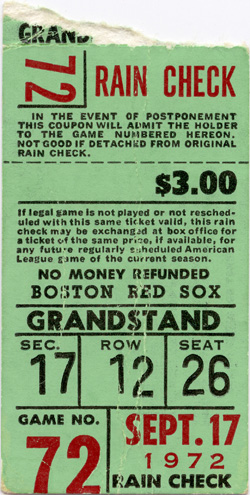 GRAND
72
RAIN CHECK
IN THE EVENT OF POSTPONEMENT
THIS COUPON WILL ADMIT THE HOLDER
TO THE GAME NUMBERED HEREON.
NOT GOOD IF DETACHED FROM ORIGINAL
RAIN CHECK.
$3.00
If legal game is not played or not resched-
uled with this same ticket valid, this rain
check may be exchanged at box office for
a ticket of the same price, if available, for
any future regularly scheduled American
League game of the current season.
NO MONEY REFUNDED
BOSTON RED SOX
GRANDSTAND
SEC. ROW SEAT
17 12 26
GAME NO.
72
SEPT. 17
1972
RAIN CHECK